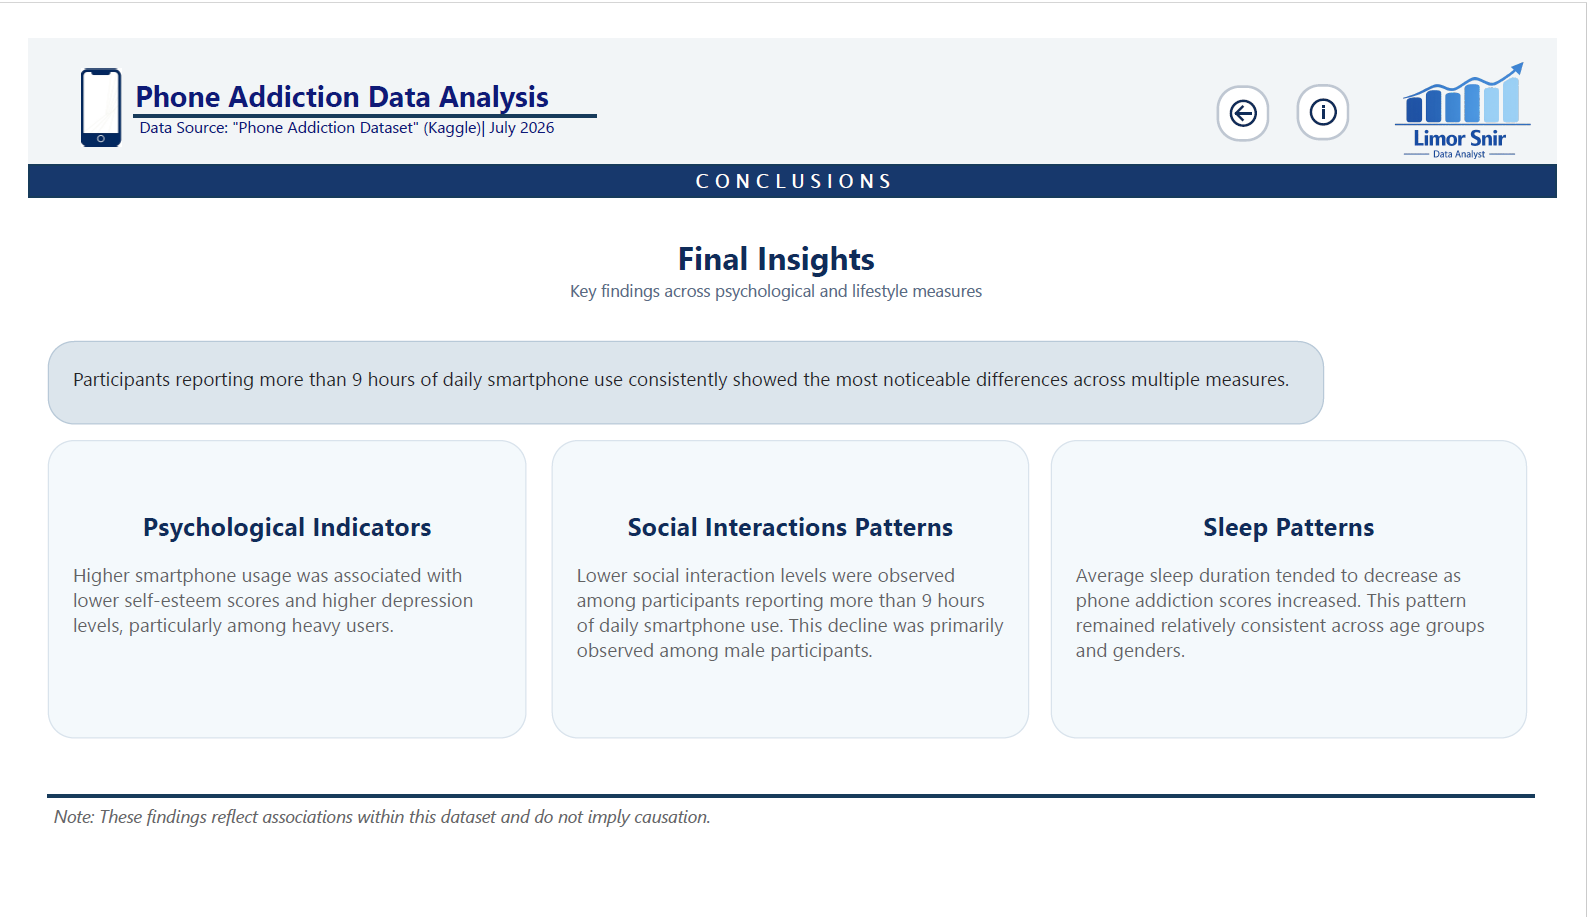 Phone Addiction Data Analysis
Data Source: "Phone Addiction Dataset" (Kaggle)| July 2026
Limor Snir
Data Analyst
CONCLUSIONS
Final Insights
Key findings across psychological and lifestyle measures
Participants reporting more than 9 hours of daily smartphone use consistently showed the most noticeable differences across multiple measures.
Psychological Indicators
Higher smartphone usage was associated with
lower self-esteem scores and higher depression
levels, particularly among heavy users.
Social Interactions Patterns
Lower social interaction levels were observed
among participants reporting more than 9 hours
of daily smartphone use. This decline was primarily
observed among male participants.
Sleep Patterns
Average sleep duration tended to decrease as
phone addiction scores increased. This pattern
remained relatively consistent across age groups
and genders.
Note: These findings reflect associations within this dataset and do not imply causation.